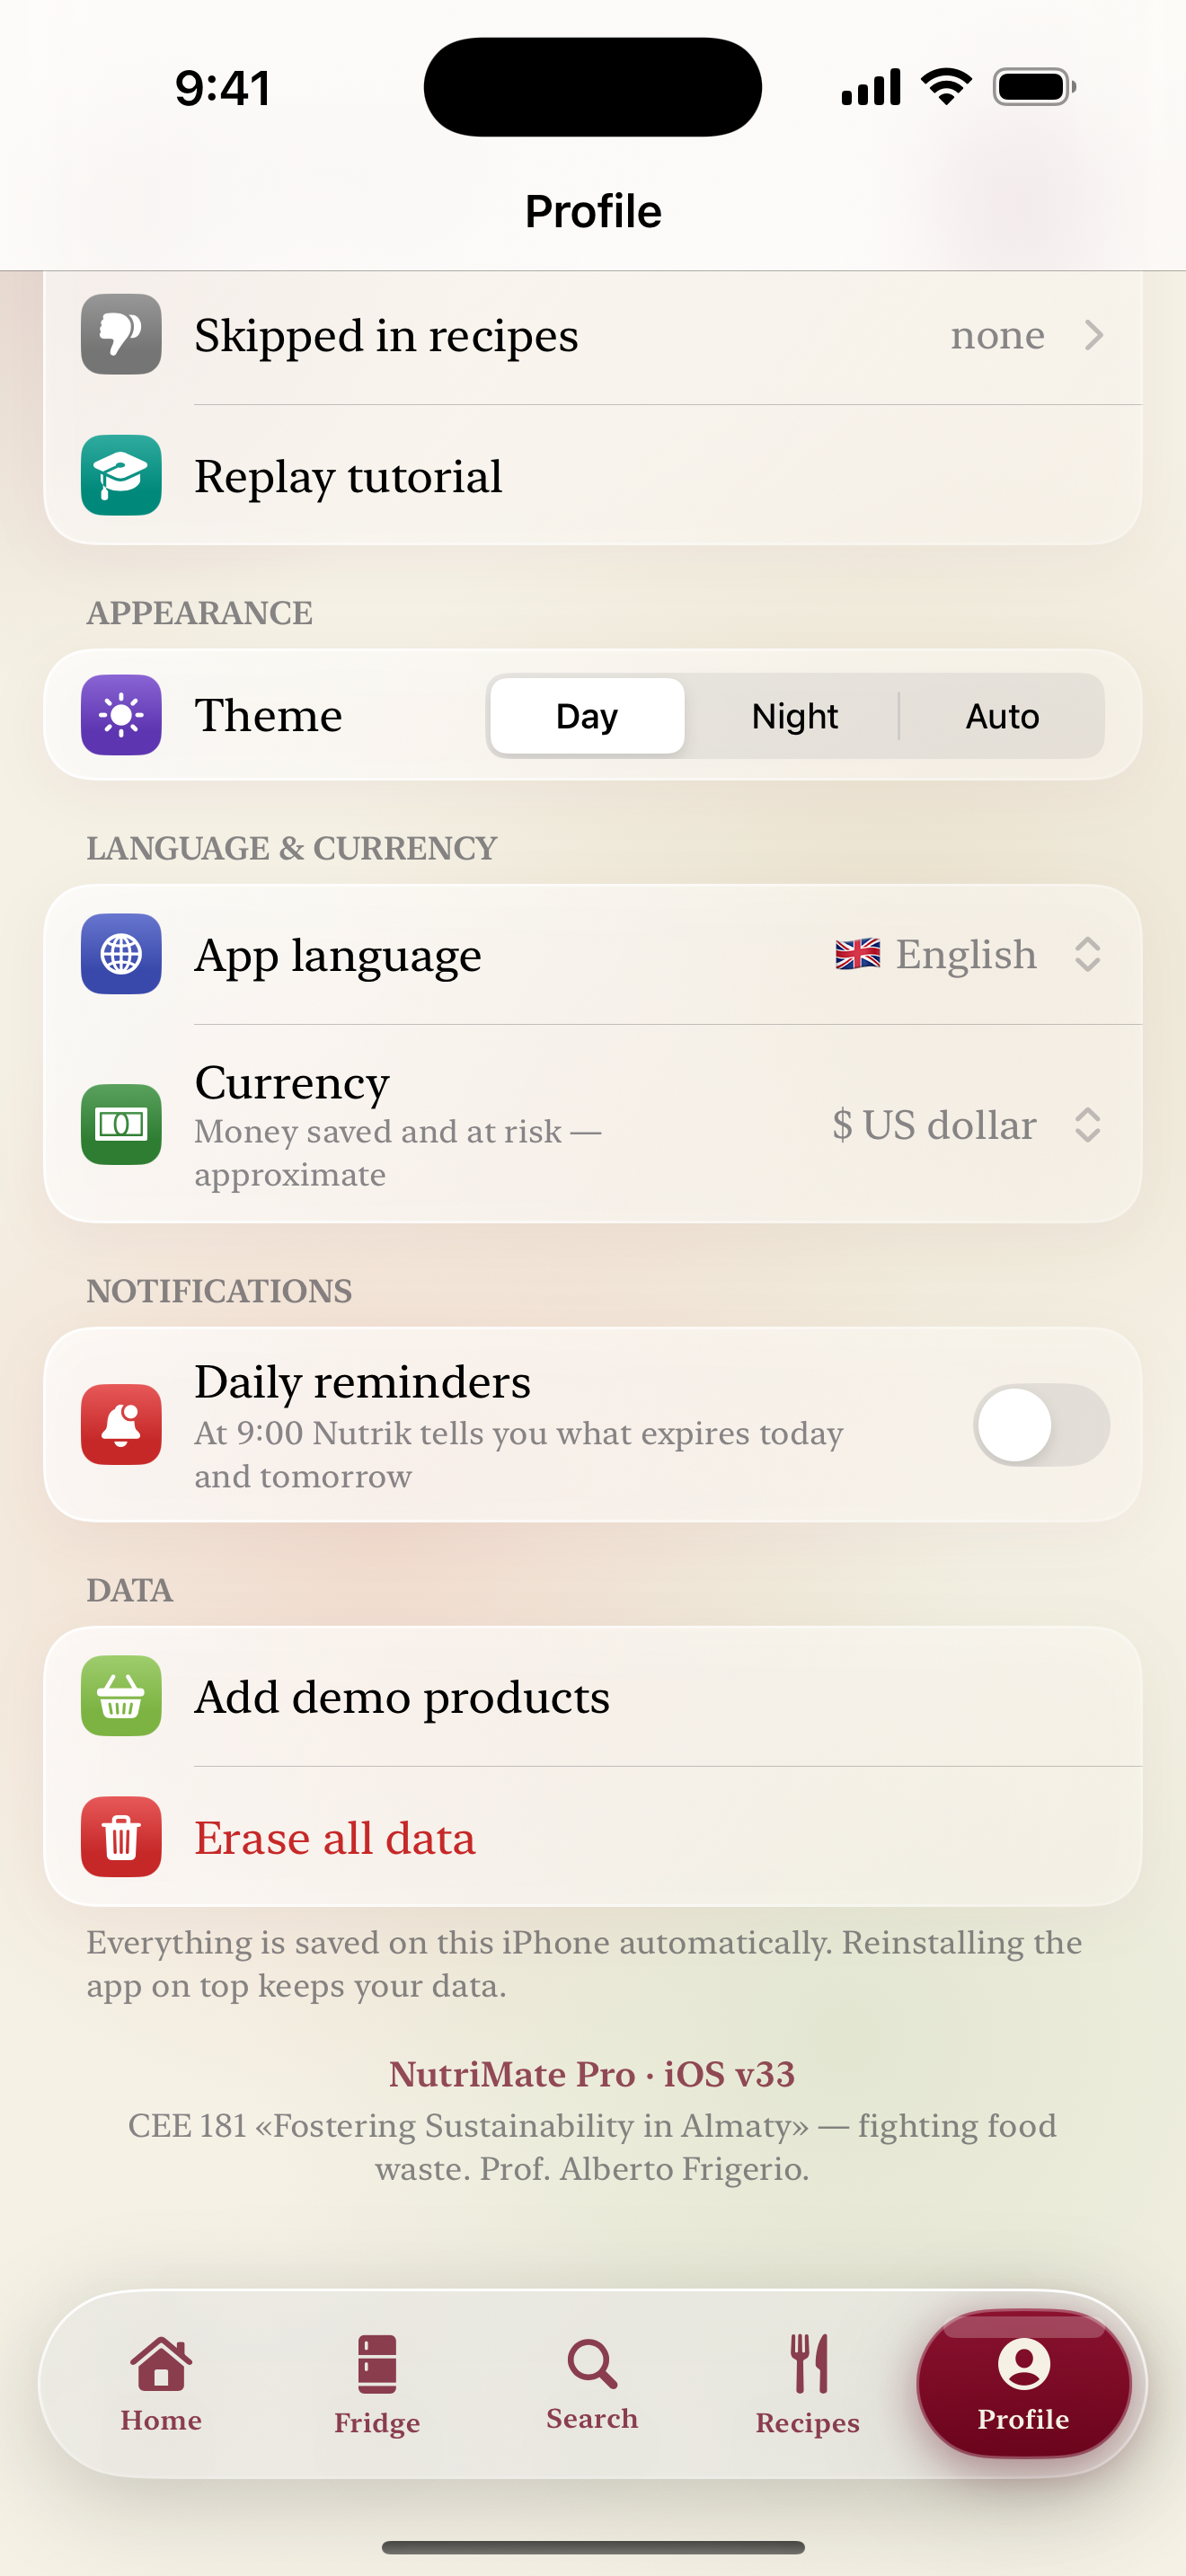 9:41
Profile
Skipped in recipes none
Replay tutorial
APPEARANCE
Theme Day Night Auto
LANGUAGE & CURRENCY
App language 🇬🇧 English
Currency
Money saved and at risk —
approximate
$ US dollar
NOTIFICATIONS
Daily reminders
At 9:00 Nutrik tells you what expires today
and tomorrow
DATA
Add demo products
Erase all data
Everything is saved on this iPhone automatically. Reinstalling the
app on top keeps your data.
NutriMate Pro · iOS v33
CEE 181 «Fostering Sustainability in Almaty» — fighting food
waste. Prof. Alberto Frigerio.
Home Fridge Search Recipes Profile